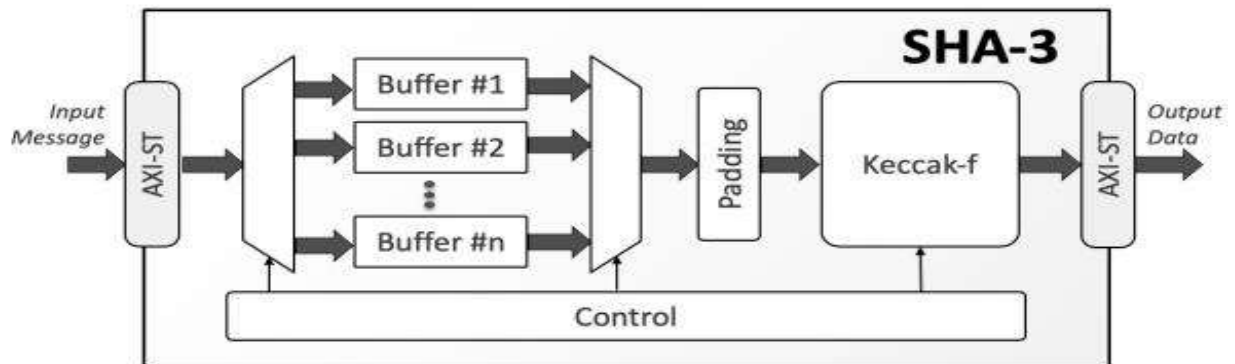 SHA-3
Input
Message
AXI-ST
Buffer #1
Buffer #2
Buffer #n
Padding
Keccak-f
AXI-ST
Output
Data
Control